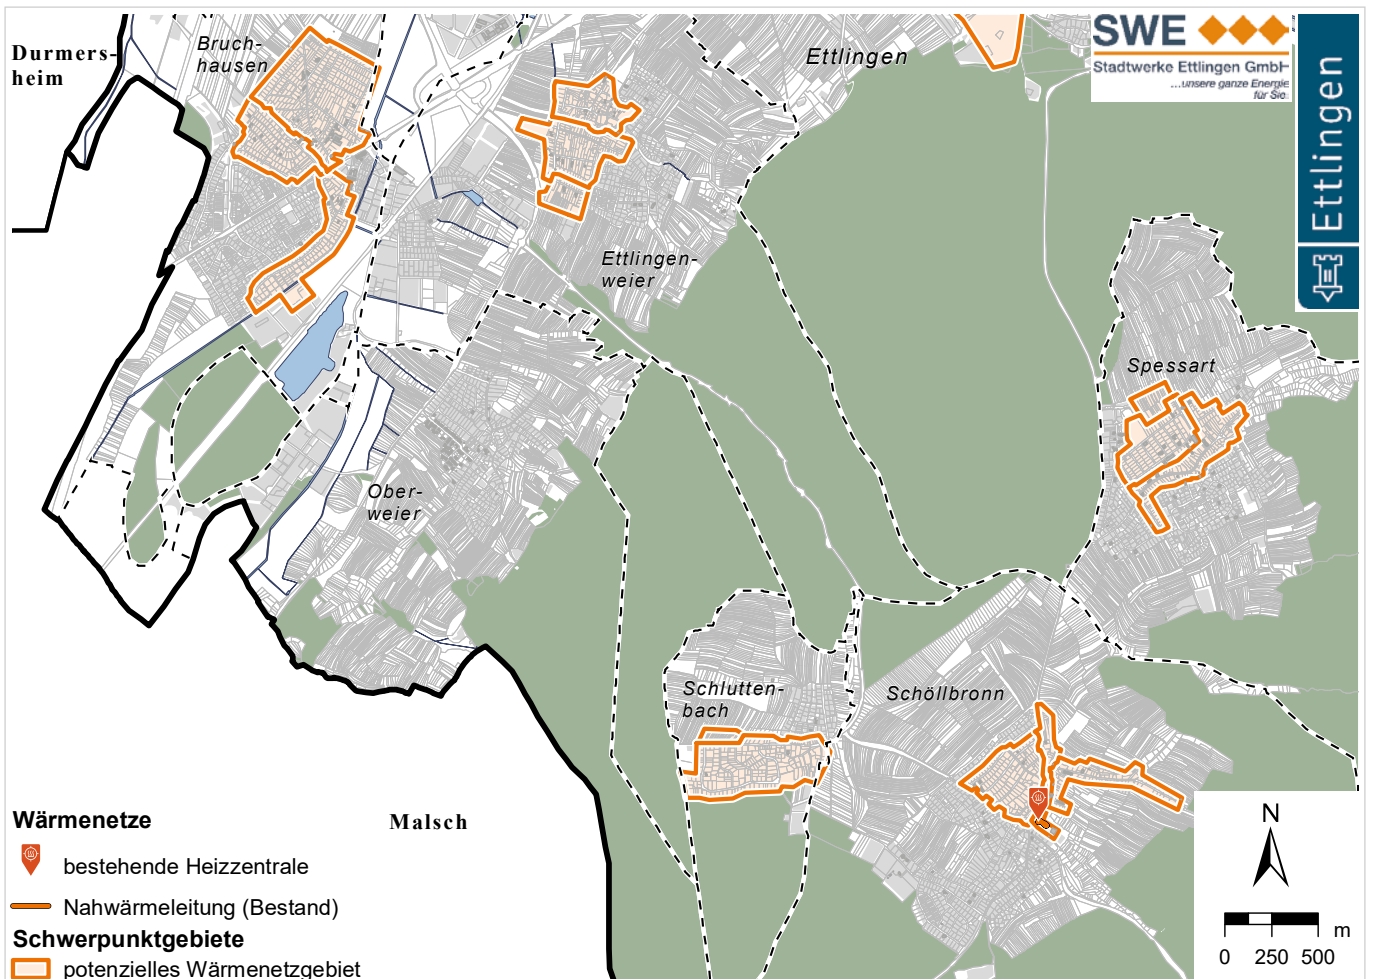 Durmers-
heim
Bruch-
hausen
Ettlingen
SWE
Stadtwerke Ettlingen GmbH
...unsere ganze Energie
für Sie
Ettlingen
Ettlingen-
weier
Spessart
Ober-
weier
Schlutten-
bach
Schöllbronn
Malsch
Wärmenetze
bestehende Heizzentrale
Nahwärmeleitung (Bestand)
Schwerpunktgebiete
potenzielles Wärmenetzgebiet
N
m
0 250 500